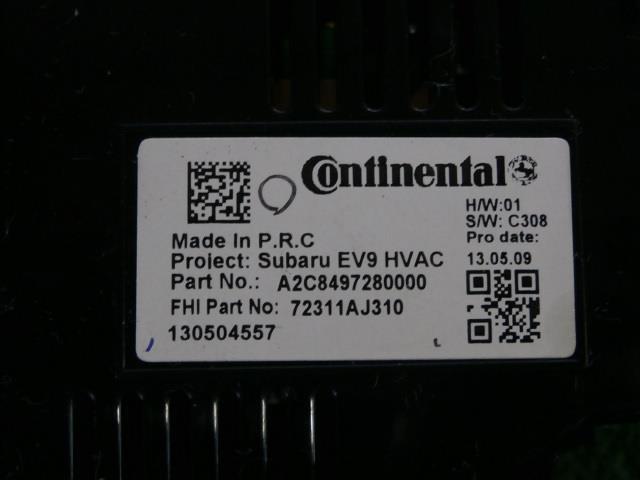 Continental
H/W:01
S/W: C308
Pro date:
13.05.09
Made In P.R.C
Project: Subaru EV9 HVAC
Part No.: A2C8497280000
FHI Part No: 72311AJ310
130504557